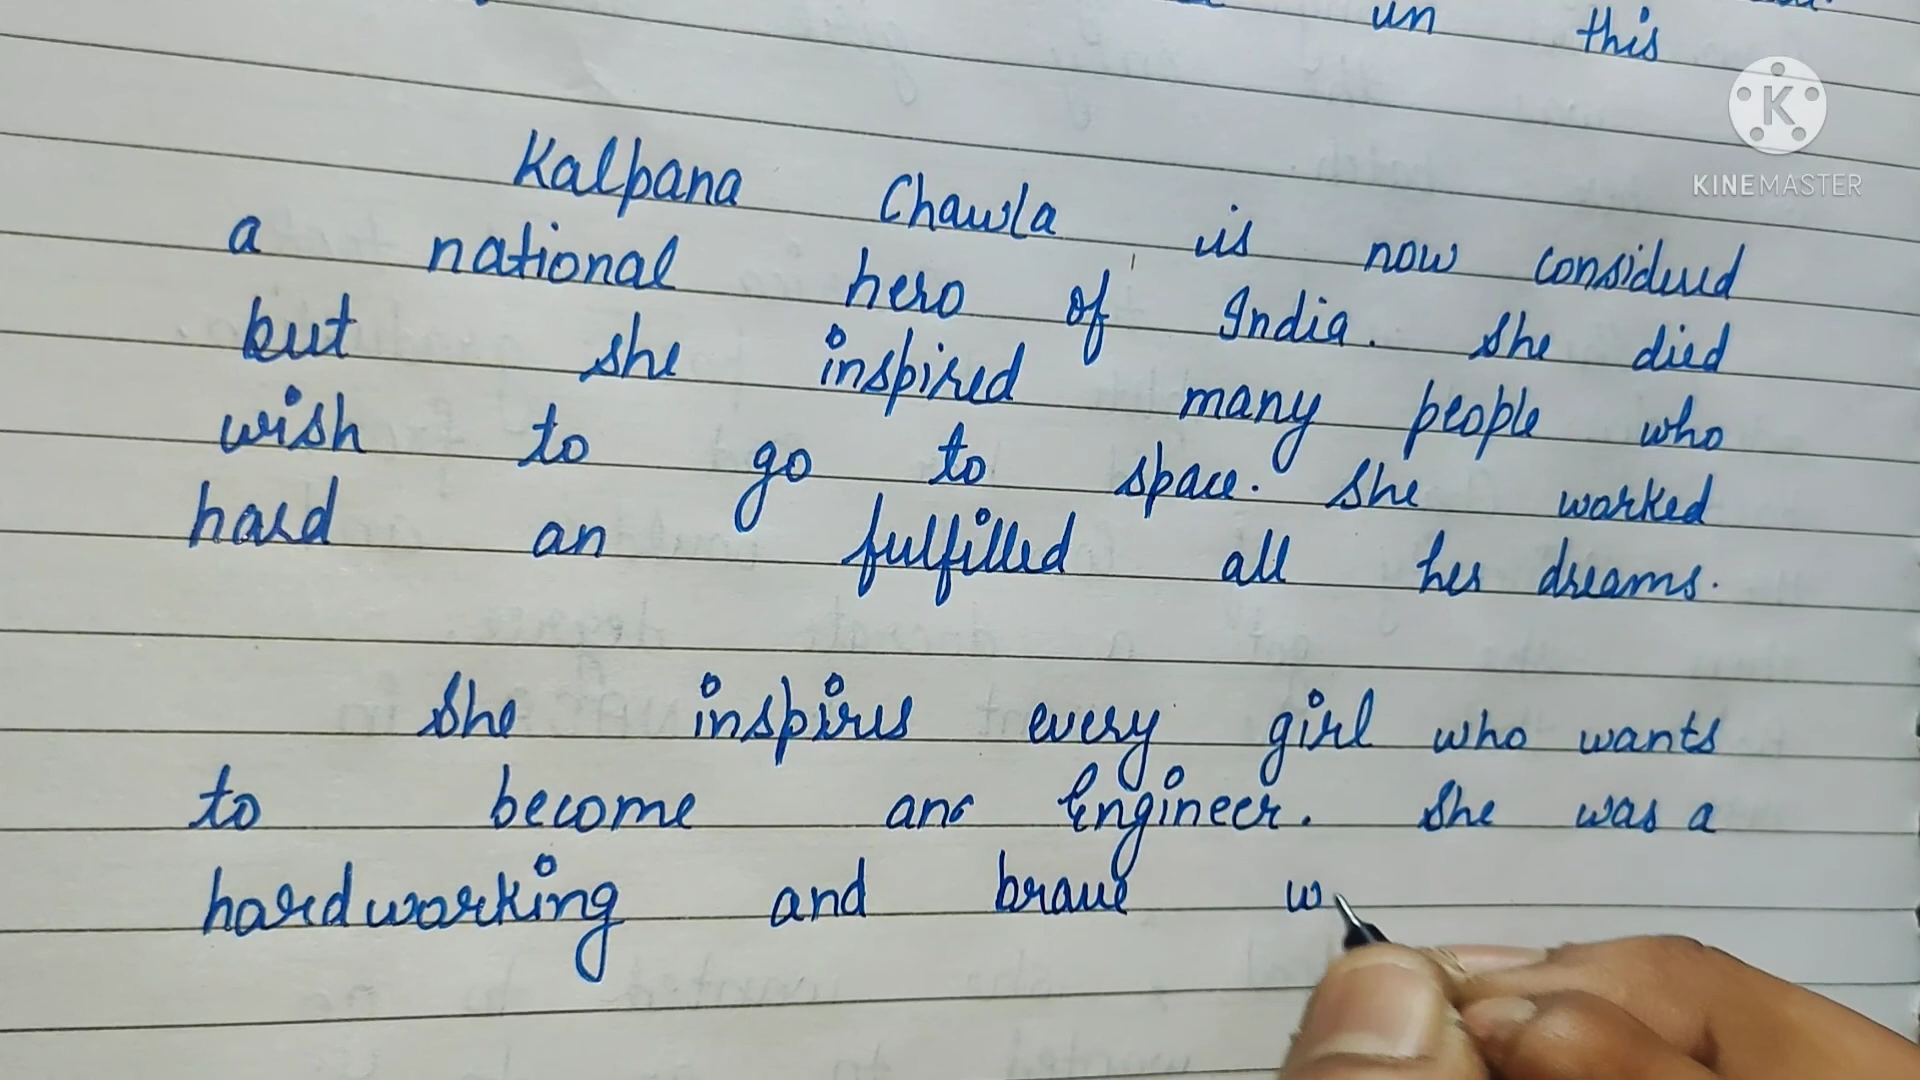 in this
KINEMASTER
Kalpana Chawla is now considered
a national hero of India. She died
but she inspired many people who
wish to go to space. She worked
hard an fulfilled all her dreams.
She inspires every girl who wants
to become an Engineer. She was a
hardworking and brave w